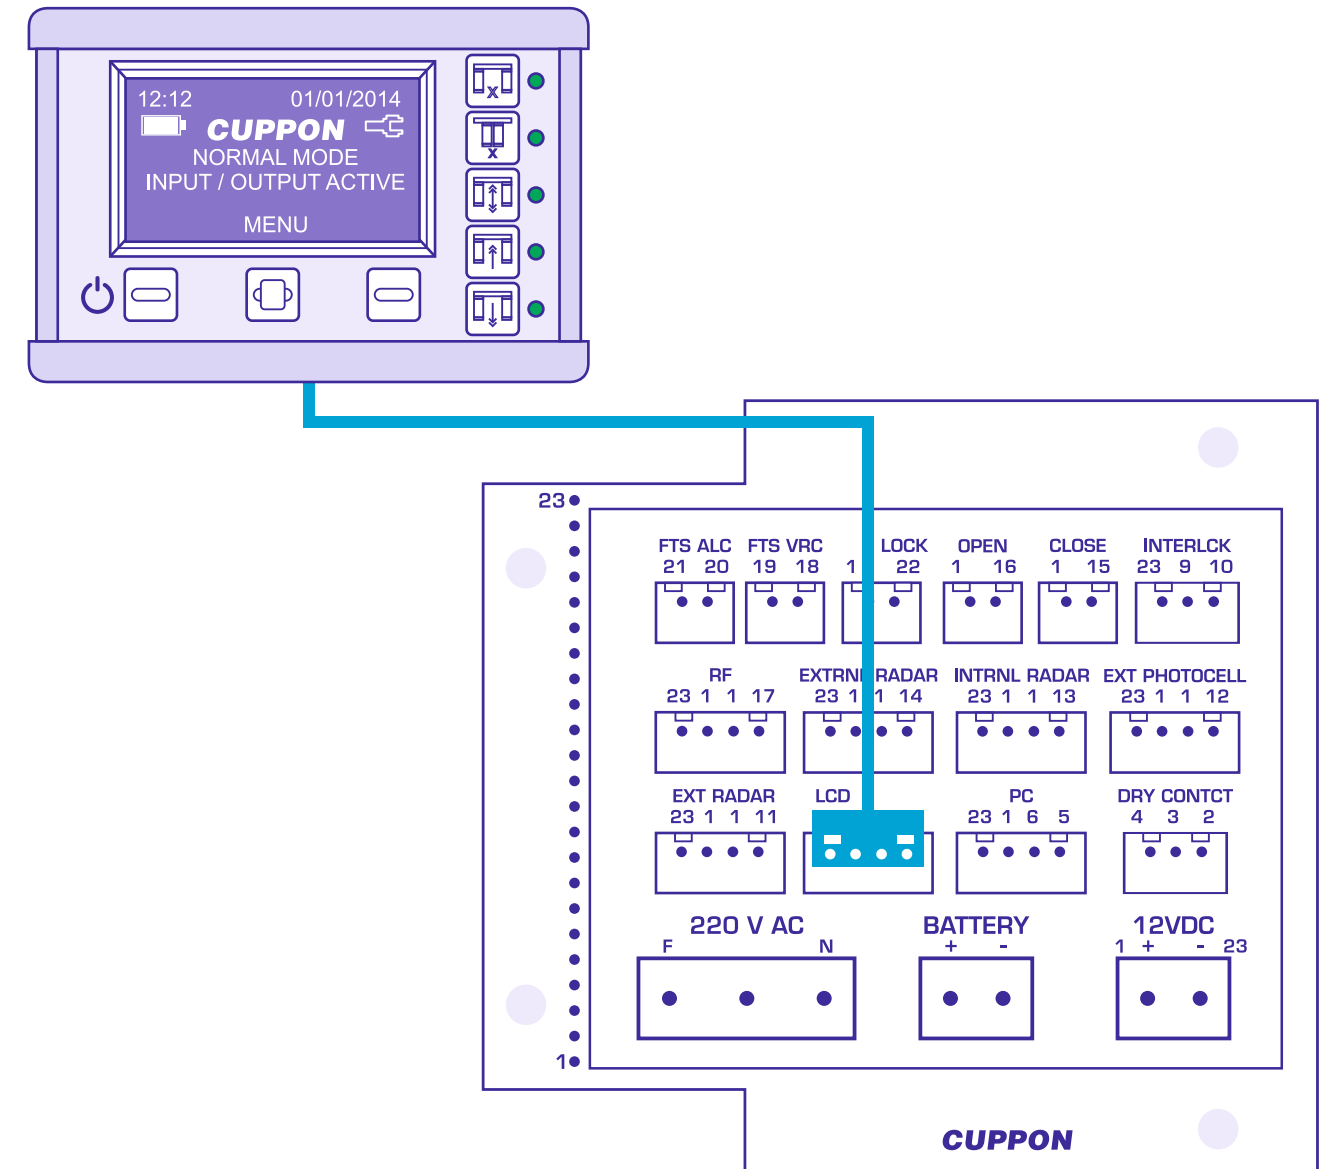 12:12 01/01/2014
CUPPON
NORMAL MODE
INPUT / OUTPUT ACTIVE
MENU
X
X
23
FTS ALC FTS VRC LOCK OPEN CLOSE INTERLCK
21 20 19 18 1 22 1 16 1 15 23 9 10
RF EXTRNL RADAR INTRNL RADAR EXT PHOTOCELL
23 1 1 17 23 1 1 14 23 1 1 13 23 1 1 12
EXT RADAR LCD PC DRY CONTCT
23 1 1 11 23 1 6 5 4 3 2
220 V AC BATTERY 12VDC
F N + - 1 + - 23
1
CUPPON